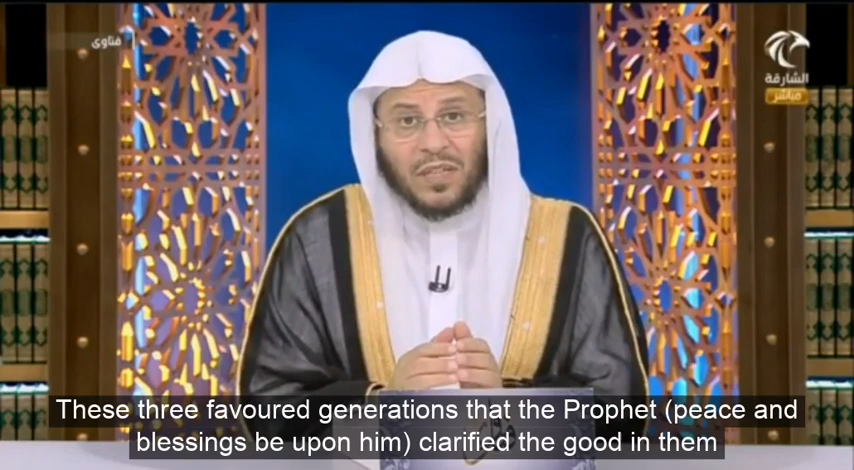 فتاوى
الشارقة
مباشر
These three favoured generations that the Prophet (peace and
blessings be upon him) clarified the good in them